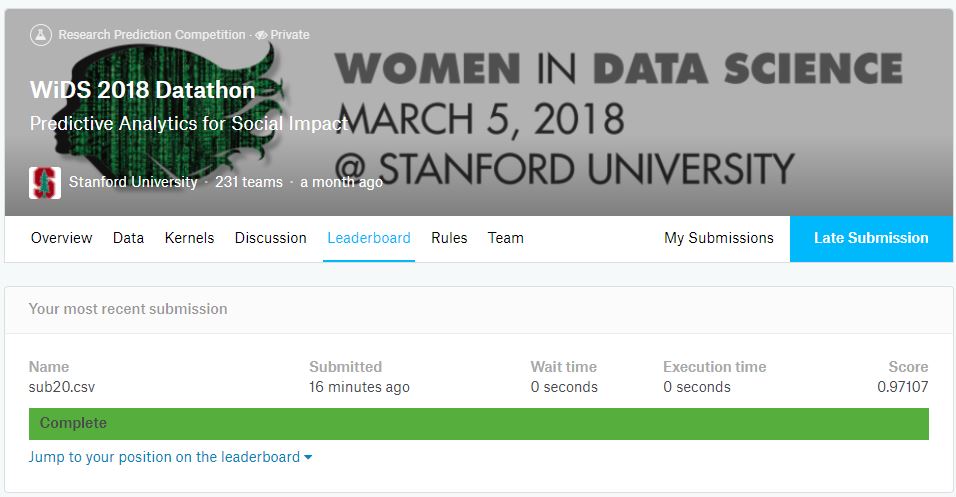 Research Prediction Competition · Private
WOMEN IN DATA SCIENCE
WiDS 2018 Datathon
MARCH 5, 2018
Predictive Analytics for Social Impact
@ STANFORD UNIVERSITY
S
Stanford University · 231 teams · a month ago
Overview Data Kernels Discussion Leaderboard Rules Team My Submissions Late Submission
Your most recent submission
Name Submitted Wait time Execution time Score
sub20.csv 16 minutes ago 0 seconds 0 seconds 0.97107
Complete
Jump to your position on the leaderboard